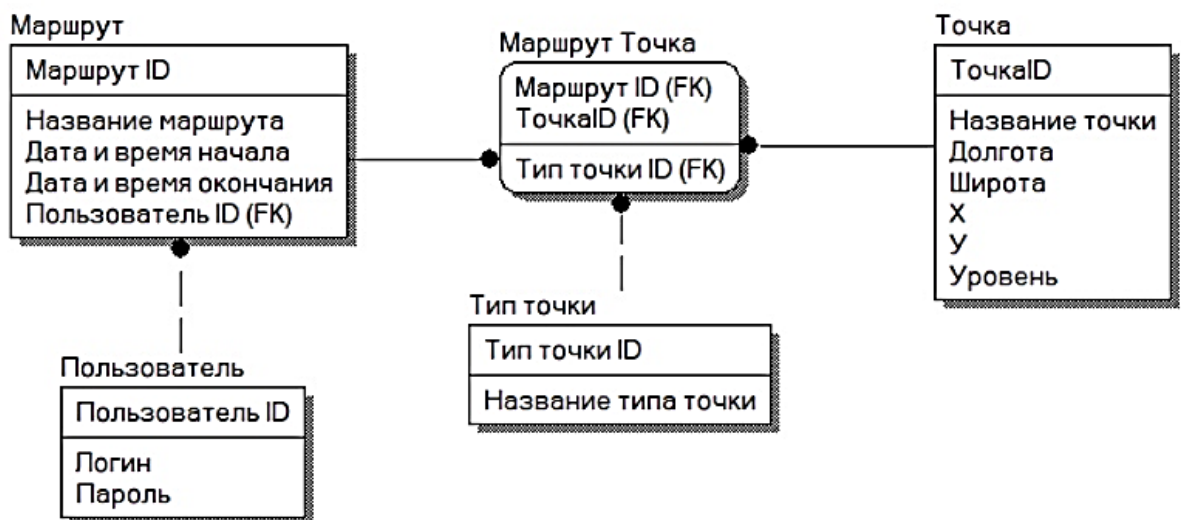 Маршрут
Маршрут ID
Название маршрута
Дата и время начала
Дата и время окончания
Пользователь ID (FK)
Маршрут Точка
Маршрут ID (FK)
ТочкаID (FK)
Тип точки ID (FK)
Точка
ТочкаID
Название точки
Долгота
Широта
X
У
Уровень
Тип точки
Тип точки ID
Название типа точки
Пользователь
Пользователь ID
Логин
Пароль